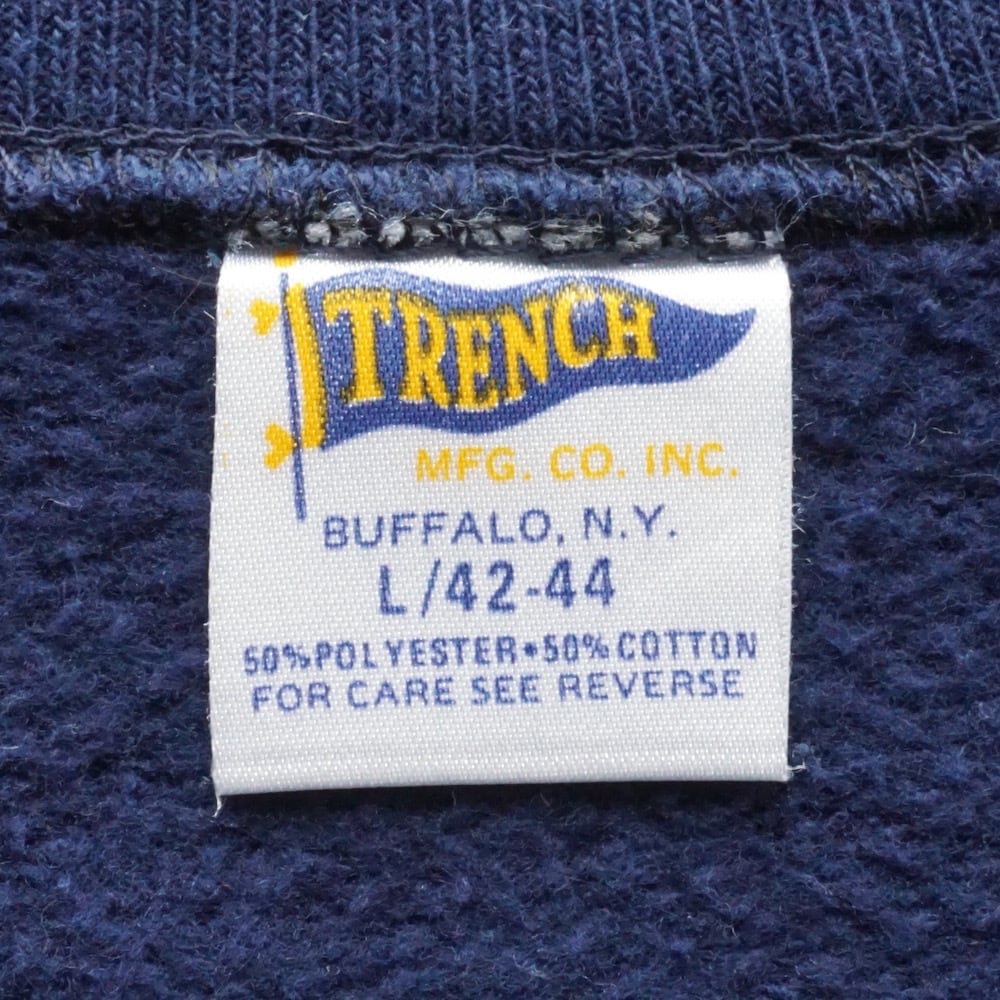 TRENCH
MFG. CO. INC.
BUFFALO, N.Y.
L/42-44
50% POLYESTER•50% COTTON
FOR CARE SEE REVERSE